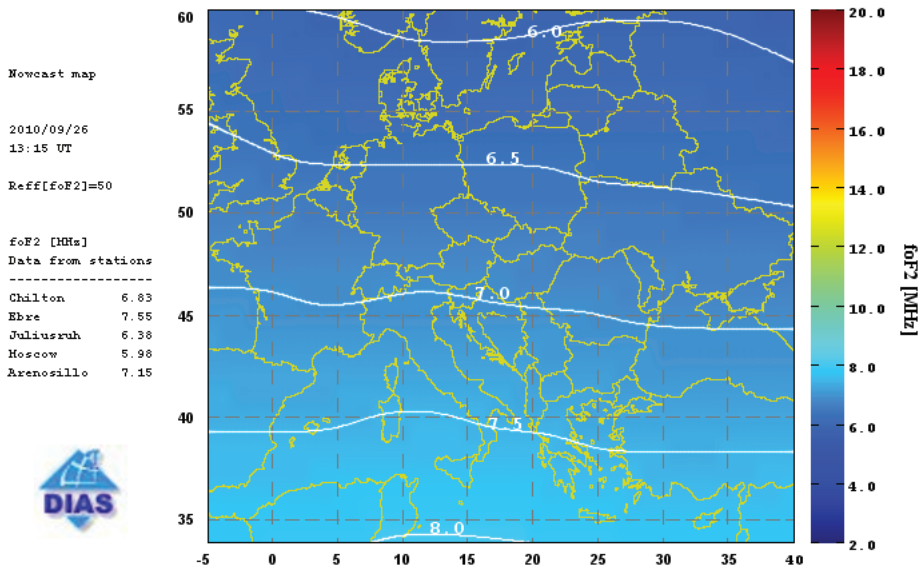 Nowcast map
2010/09/26
13:15 UT
Reff[foF2]=50
foF2 [MHz]
Data from stations
------------------
Chilton 6.83
Ebre 7.55
Juliusruh 6.38
Moscow 5.98
Arenosillo 7.15
DIAS
60
55
50
45
40
35
-5 0 5 10 15 20 25 30 35 40
6.0
6.5
7.0
7.5
8.0
20.0
18.0
16.0
14.0
12.0
10.0
8.0
6.0
4.0
2.0
foF2 [MHz]